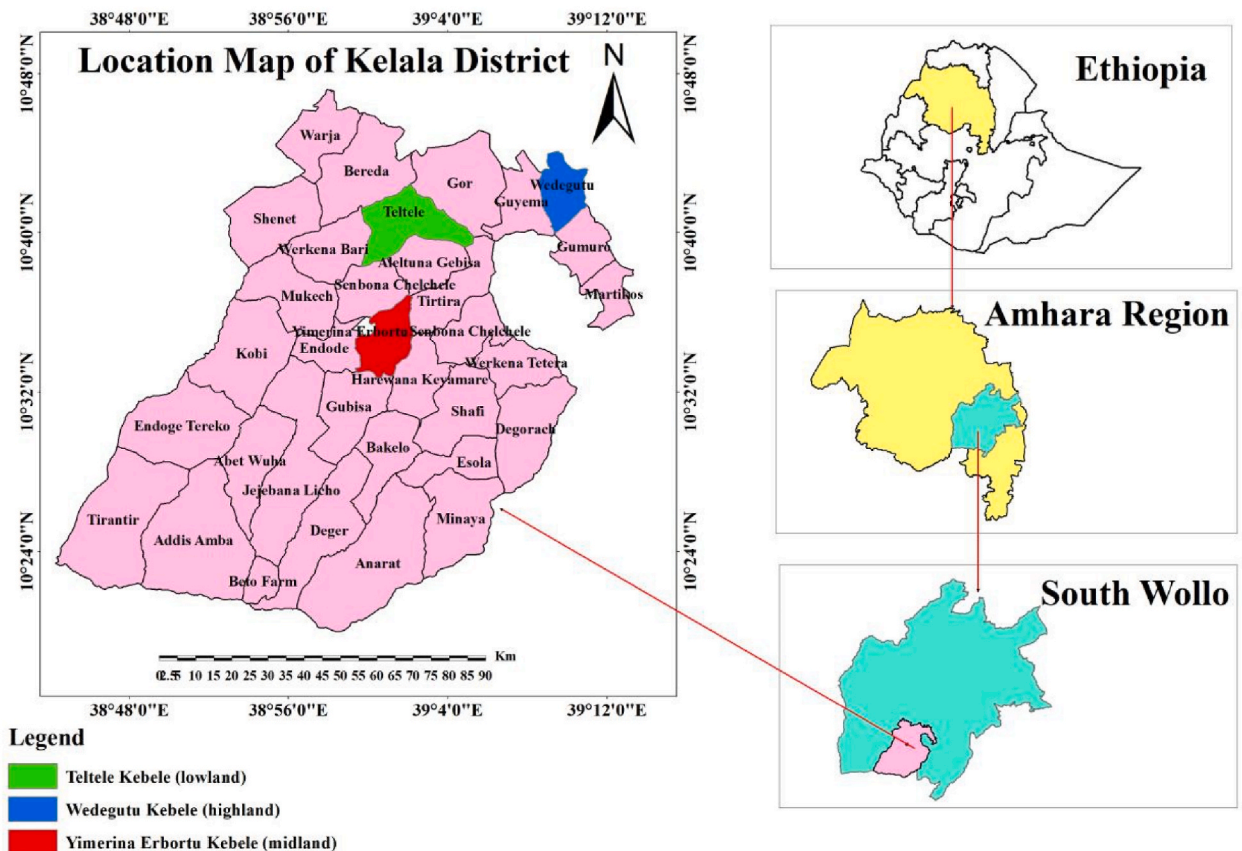 38°48'0"E 38°56'0"E 39°4'0"E 39°12'0"E
Location Map of Kelala District
N
10°48'0"N
10°40'0"N
10°32'0"N
10°24'0"N
10°48'0"N
10°40'0"N
10°32'0"N
10°24'0"N
Warja
Bereda
Gor
Wedegutu
Guyema
Teltele
Shenet
Werkena Bari
Gumuro
Aleltuna Gebisa
Senbona Chelchele
Mukech
Tirtira
Martikos
Yimerina Erbortu
Senbona Chelchele
Endode
Kobi
Werkena Tetera
Harewana Keyamare
Gubisa
Shafi
Endoge Tereko
Degorach
Bakelo
Abet Wuha
Esola
Jejebana Licho
Tirantir
Minaya
Deger
Addis Amba
Anarat
Beto Farm
Km
0 2.5 5 10 15 20 25 30 35 40 45 50 55 60 65 70 75 80 85 90
38°48'0"E 38°56'0"E 39°4'0"E 39°12'0"E
Legend
Teltele Kebele (lowland)
Wedegutu Kebele (highland)
Yimerina Erbortu Kebele (midland)
Ethiopia
Amhara Region
South Wollo